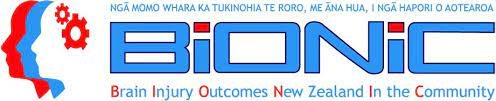 NGĀ MOMO WHARA KA TUKINOHIA TE RORO, ME ĀNA HUA, I NGĀ HAPORI O AOTEAROA
BiONiC
Brain Injury Outcomes New Zealand In the Community